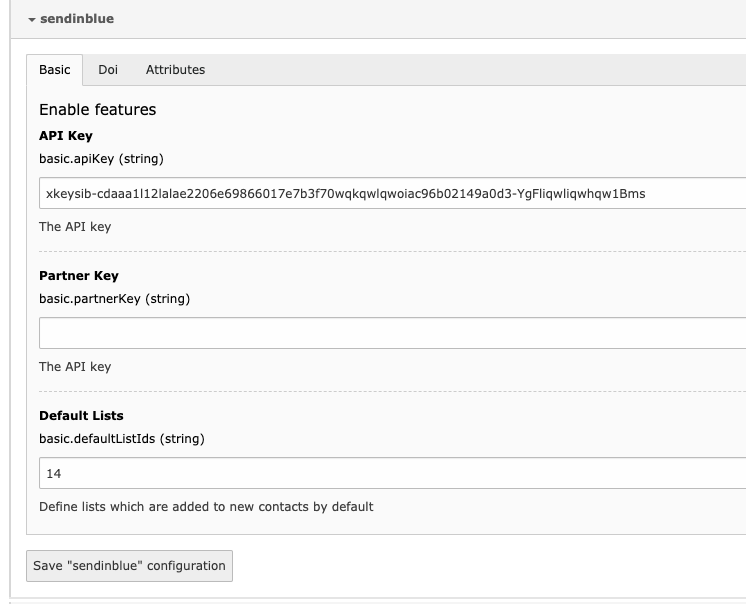 sendinblue
Basic Doi Attributes
Enable features
API Key
basic.apiKey (string)
xkeysib-cdaaa1l12lalae2206e69866017e7b3f70wqkqwlqwoiac96b02149a0d3-YgFliqwliqwhqw1Bms
The API key
Partner Key
basic.partnerKey (string)
The API key
Default Lists
basic.defaultListIds (string)
14
Define lists which are added to new contacts by default
Save "sendinblue" configuration